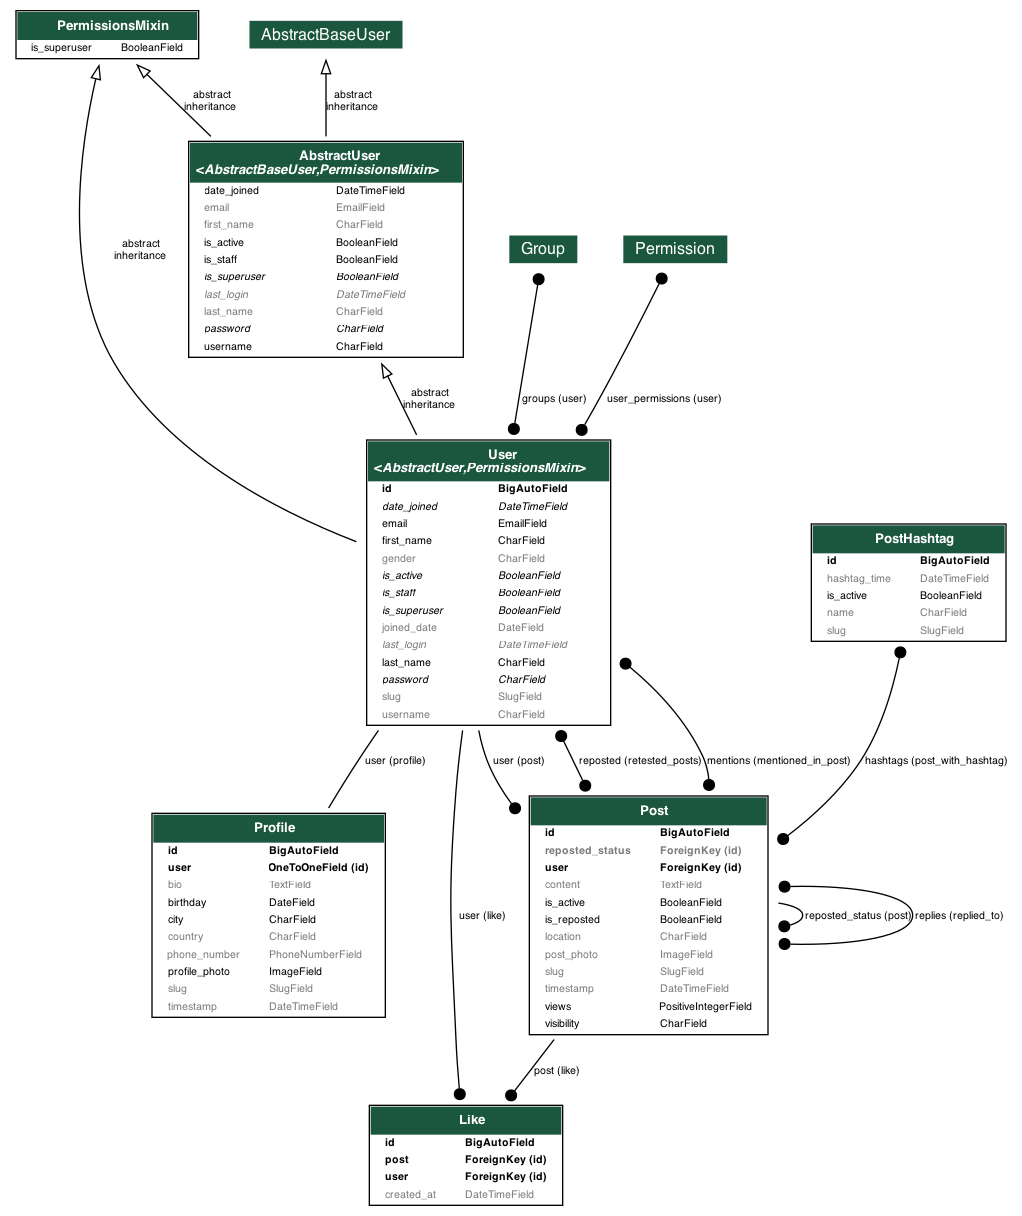 PermissionsMixin
is_superuser BooleanField
AbstractBaseUser
abstract
inheritance
abstract
inheritance
AbstractUser
<AbstractBaseUser,PermissionsMixin>
date_joined DateTimeField
email EmailField
first_name CharField
is_active BooleanField
is_staff BooleanField
is_superuser BooleanField
last_login DateTimeField
last_name CharField
password CharField
username CharField
abstract
inheritance
Group
Permission
abstract
inheritance
groups (user)
user_permissions (user)
User
<AbstractUser,PermissionsMixin>
id BigAutoField
date_joined DateTimeField
email EmailField
first_name CharField
gender CharField
is_active BooleanField
is_staff BooleanField
is_superuser BooleanField
joined_date DateField
last_login DateTimeField
last_name CharField
password CharField
slug SlugField
username CharField
PostHashtag
id BigAutoField
hashtag_time DateTimeField
is_active BooleanField
name CharField
slug SlugField
user (profile)
user (post)
reposted (retested_posts)
mentions (mentioned_in_post)
hashtags (post_with_hashtag)
Profile
id BigAutoField
user OneToOneField (id)
bio TextField
birthday DateField
city CharField
country CharField
phone_number PhoneNumberField
profile_photo ImageField
slug SlugField
timestamp DateTimeField
user (like)
Post
id BigAutoField
reposted_status ForeignKey (id)
user ForeignKey (id)
content TextField
is_active BooleanField
is_reposted BooleanField
location CharField
post_photo ImageField
slug SlugField
timestamp DateTimeField
views PositiveIntegerField
visibility CharField
reposted_status (post)
replies (replied_to)
post (like)
Like
id BigAutoField
post ForeignKey (id)
user ForeignKey (id)
created_at DateTimeField